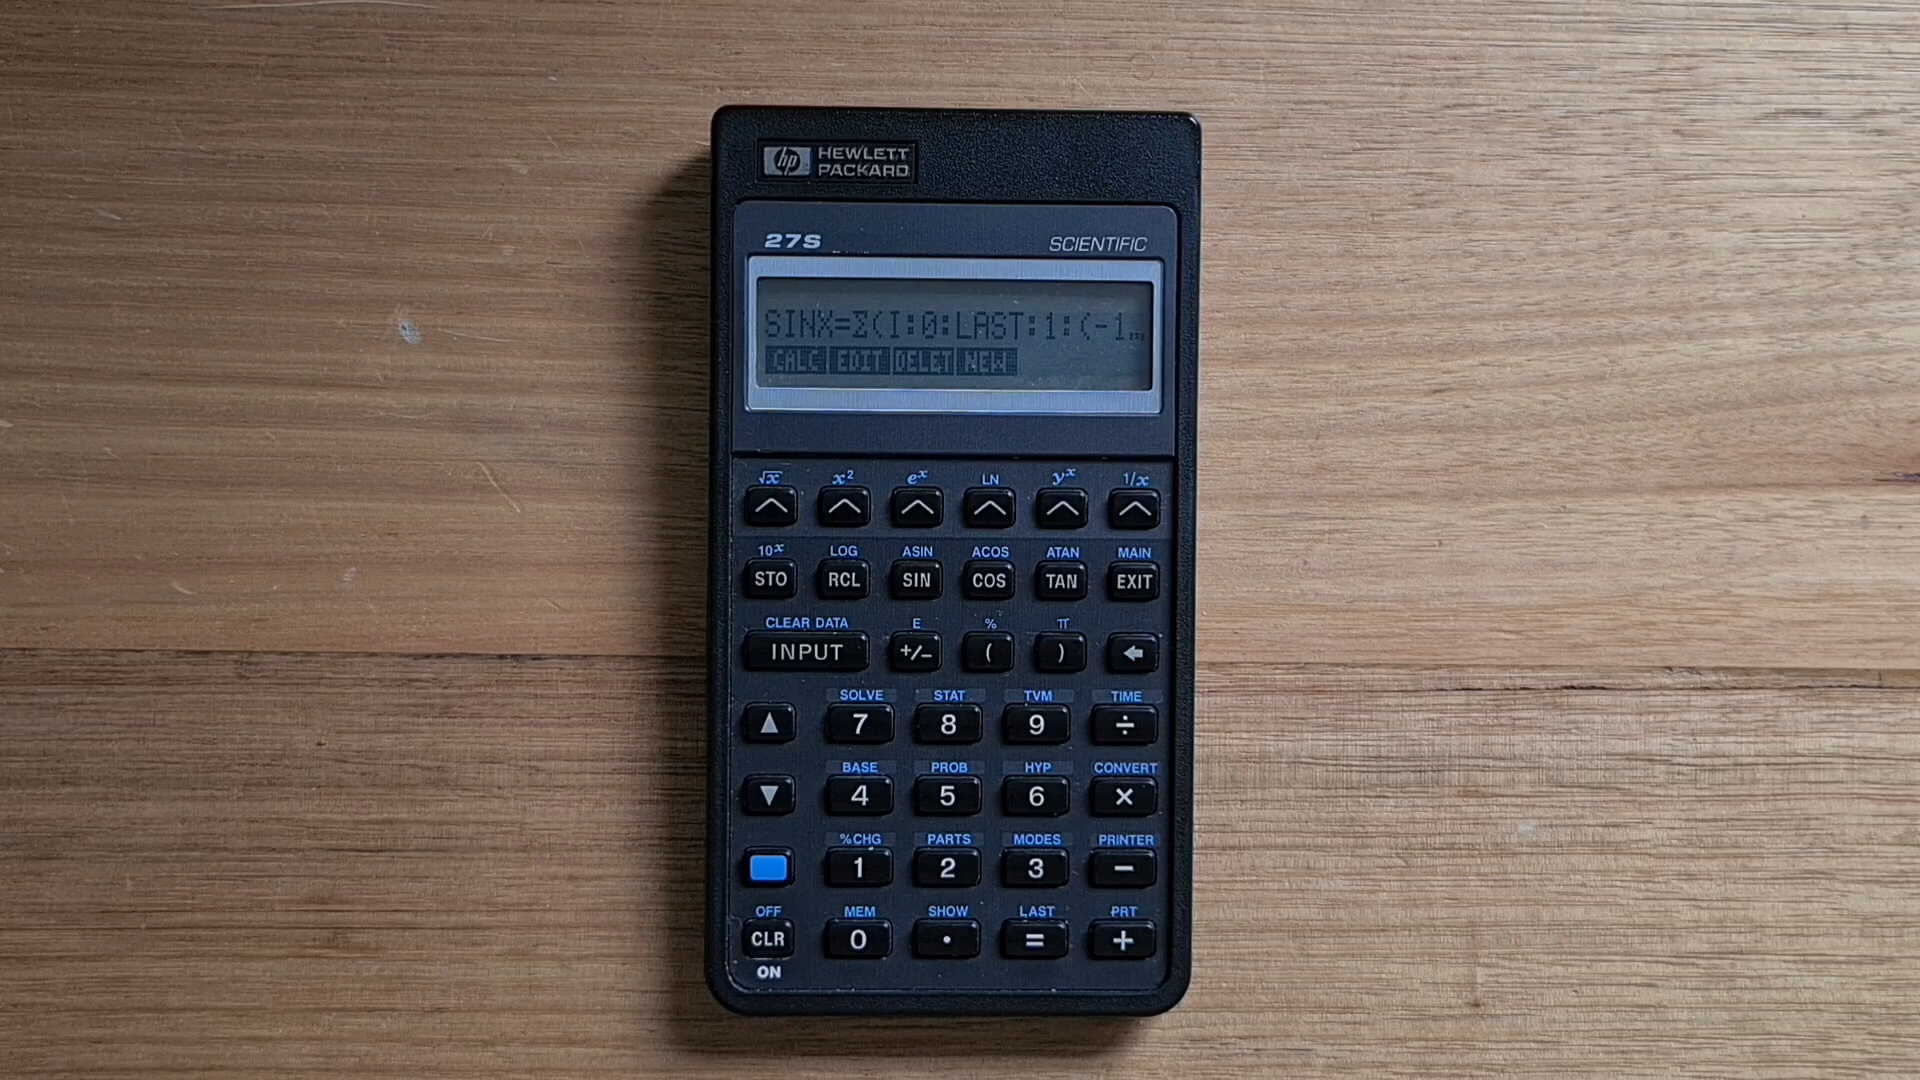 hp HEWLETT
PACKARD
27S SCIENTIFIC
SINX=Σ(I:0:LAST:1:(-1…
CALC EDIT DELET NEW
√x x² eˣ LN yˣ 1/x
10ˣ LOG ASIN ACOS ATAN MAIN
STO RCL SIN COS TAN EXIT
CLEAR DATA E % π
INPUT +/– ( ) ←
SOLVE STAT TVM TIME
▲ 7 8 9 ÷
BASE PROB HYP CONVERT
▼ 4 5 6 ×
%CHG PARTS MODES PRINTER
1 2 3 −
OFF MEM SHOW LAST PRT
CLR 0 . = +
ON